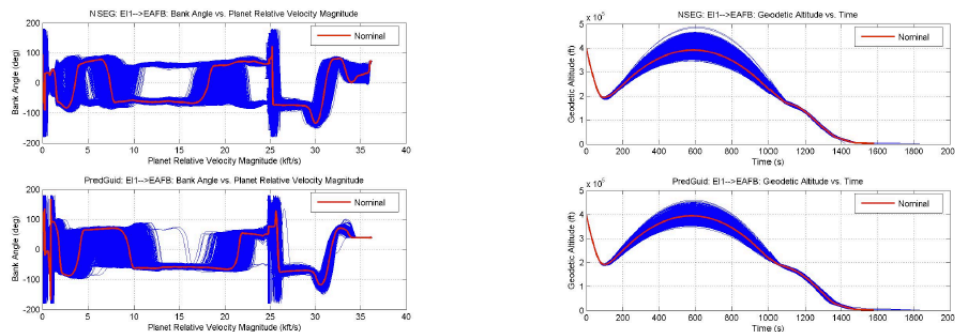 NSEG: EI1-->EAFB: Bank Angle vs. Planet Relative Velocity Magnitude
200
100
0
-100
-200
Bank Angle (deg)
Nominal
0 5 10 15 20 25 30 35 40
Planet Relative Velocity Magnitude (kft/s)
NSEG: EI1-->EAFB: Geodetic Altitude vs. Time
x 10^5
5
4
3
2
1
0
Geodetic Altitude (ft)
Nominal
0 200 400 600 800 1000 1200 1400 1600 1800 200
Time (s)
PredGuid: EI1-->EAFB: Bank Angle vs. Planet Relative Velocity Magnitude
200
100
0
-100
-200
Bank Angle (deg)
Nominal
0 5 10 15 20 25 30 35 40
Planet Relative Velocity Magnitude (kft/s)
PredGuid: EI1-->EAFB: Geodetic Altitude vs. Time
x 10^5
5
4
3
2
1
0
Geodetic Altitude (ft)
Nominal
0 200 400 600 800 1000 1200 1400 1600 1800 200
Time (s)